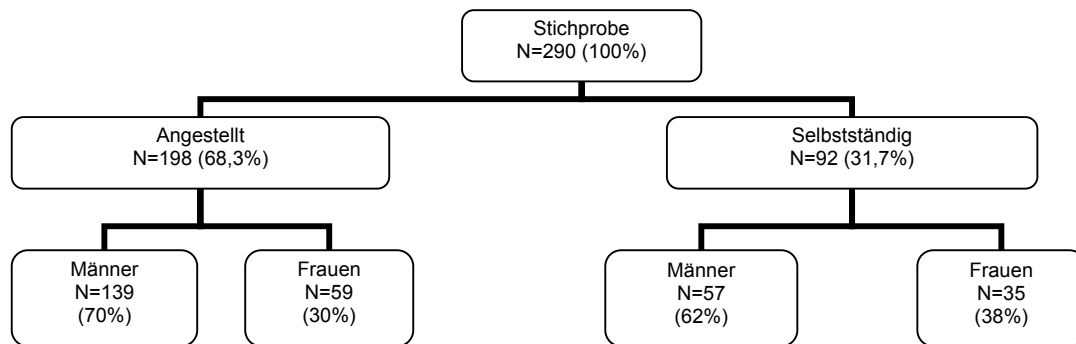 Stichprobe
N=290 (100%)
Angestellt
N=198 (68,3%)
Selbstständig
N=92 (31,7%)
Männer
N=139
(70%)
Frauen
N=59
(30%)
Männer
N=57
(62%)
Frauen
N=35
(38%)